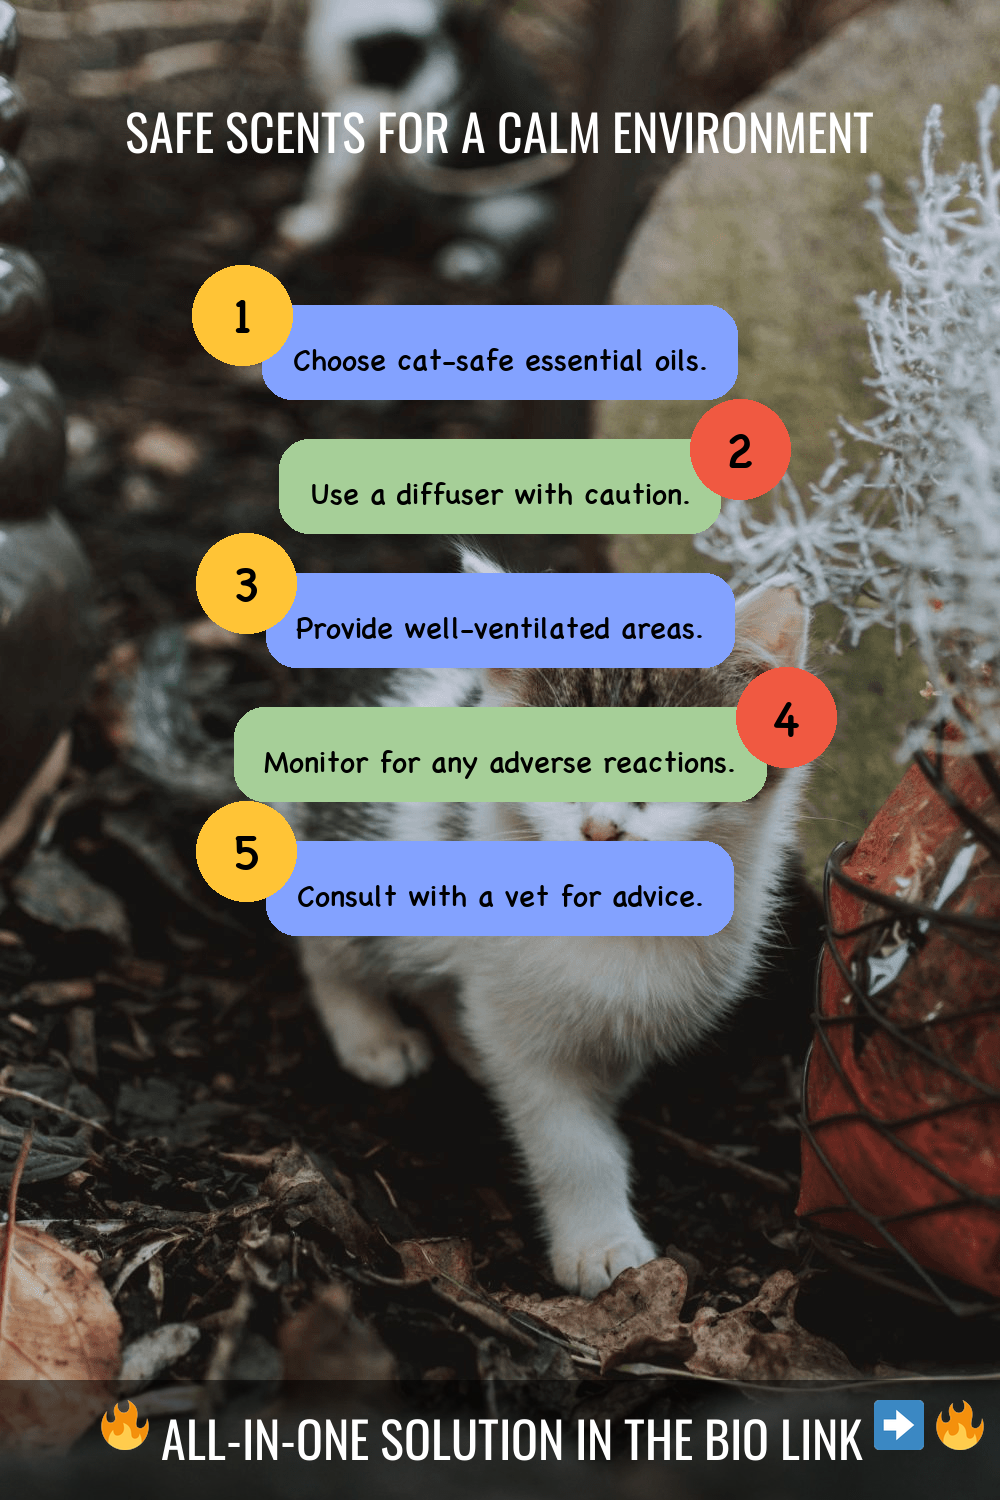 SAFE SCENTS FOR A CALM ENVIRONMENT
1
Choose cat-safe essential oils.
2
Use a diffuser with caution.
3
Provide well-ventilated areas.
4
Monitor for any adverse reactions.
5
Consult with a vet for advice.
🔥 ALL-IN-ONE SOLUTION IN THE BIO LINK ➡️ 🔥